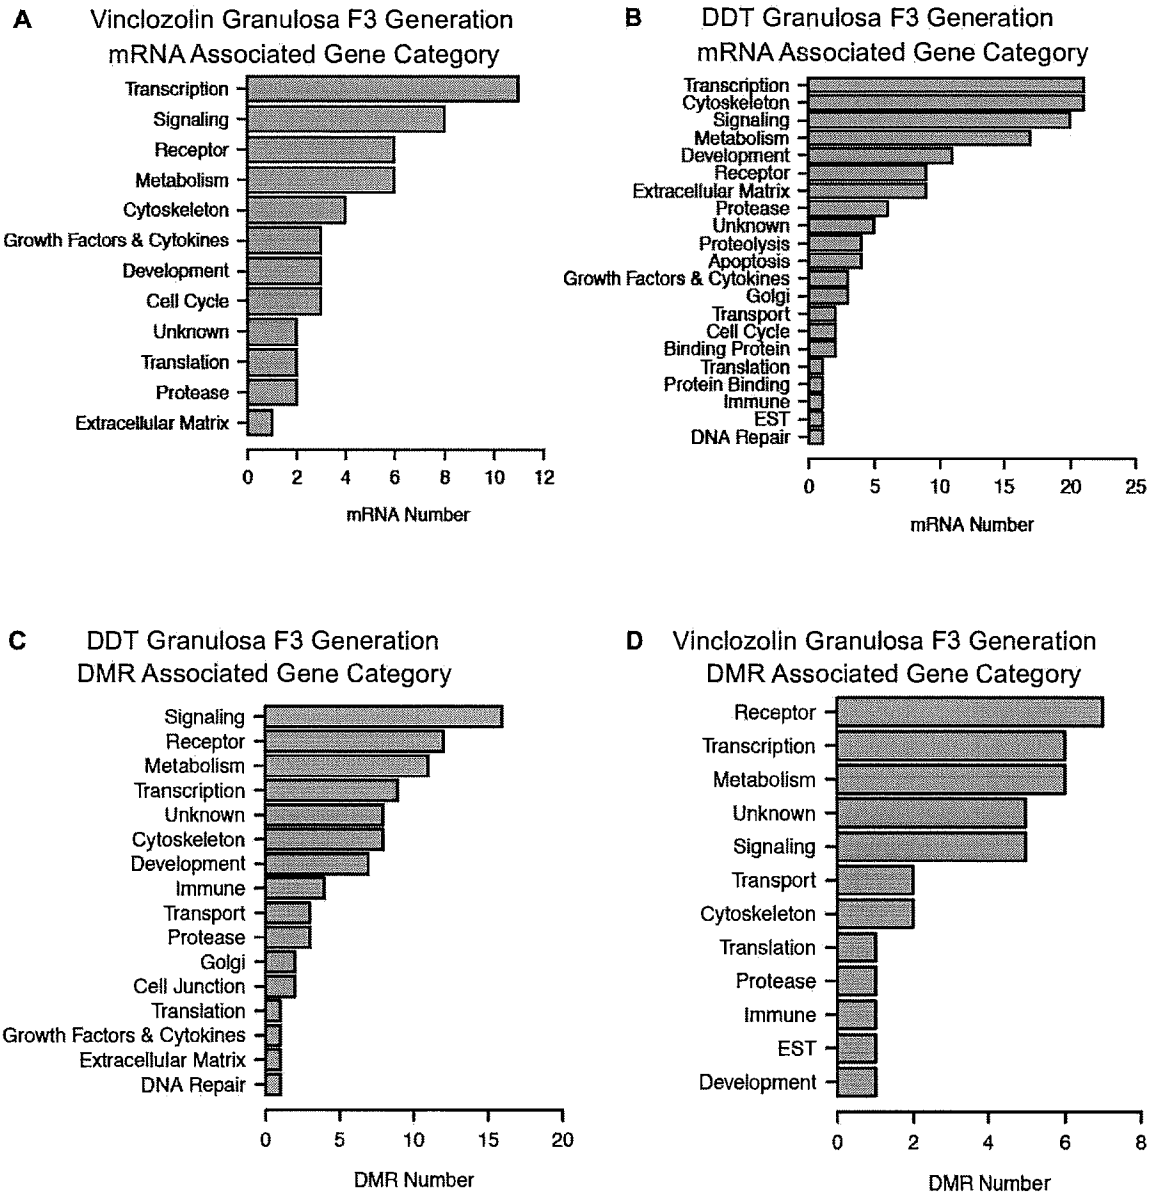 A
Vinclozolin Granulosa F3 Generation
mRNA Associated Gene Category
Transcription
Signaling
Receptor
Metabolism
Cytoskeleton
Growth Factors & Cytokines
Development
Cell Cycle
Unknown
Translation
Protease
Extracellular Matrix
0 2 4 6 8 10 12
mRNA Number
B
DDT Granulosa F3 Generation
mRNA Associated Gene Category
Transcription
Cytoskeleton
Signaling
Metabolism
Development
Receptor
Extracellular Matrix
Protease
Unknown
Proteolysis
Apoptosis
Growth Factors & Cytokines
Golgi
Transport
Cell Cycle
Binding Protein
Translation
Protein Binding
Immune
EST
DNA Repair
0 5 10 15 20 25
mRNA Number
C
DDT Granulosa F3 Generation
DMR Associated Gene Category
Signaling
Receptor
Metabolism
Transcription
Unknown
Cytoskeleton
Development
Immune
Transport
Protease
Golgi
Cell Junction
Translation
Growth Factors & Cytokines
Extracellular Matrix
DNA Repair
0 5 10 15 20
DMR Number
D
Vinclozolin Granulosa F3 Generation
DMR Associated Gene Category
Receptor
Transcription
Metabolism
Unknown
Signaling
Transport
Cytoskeleton
Translation
Protease
Immune
EST
Development
0 2 4 6 8
DMR Number